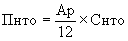 Пнто = Ар/12 × Снто